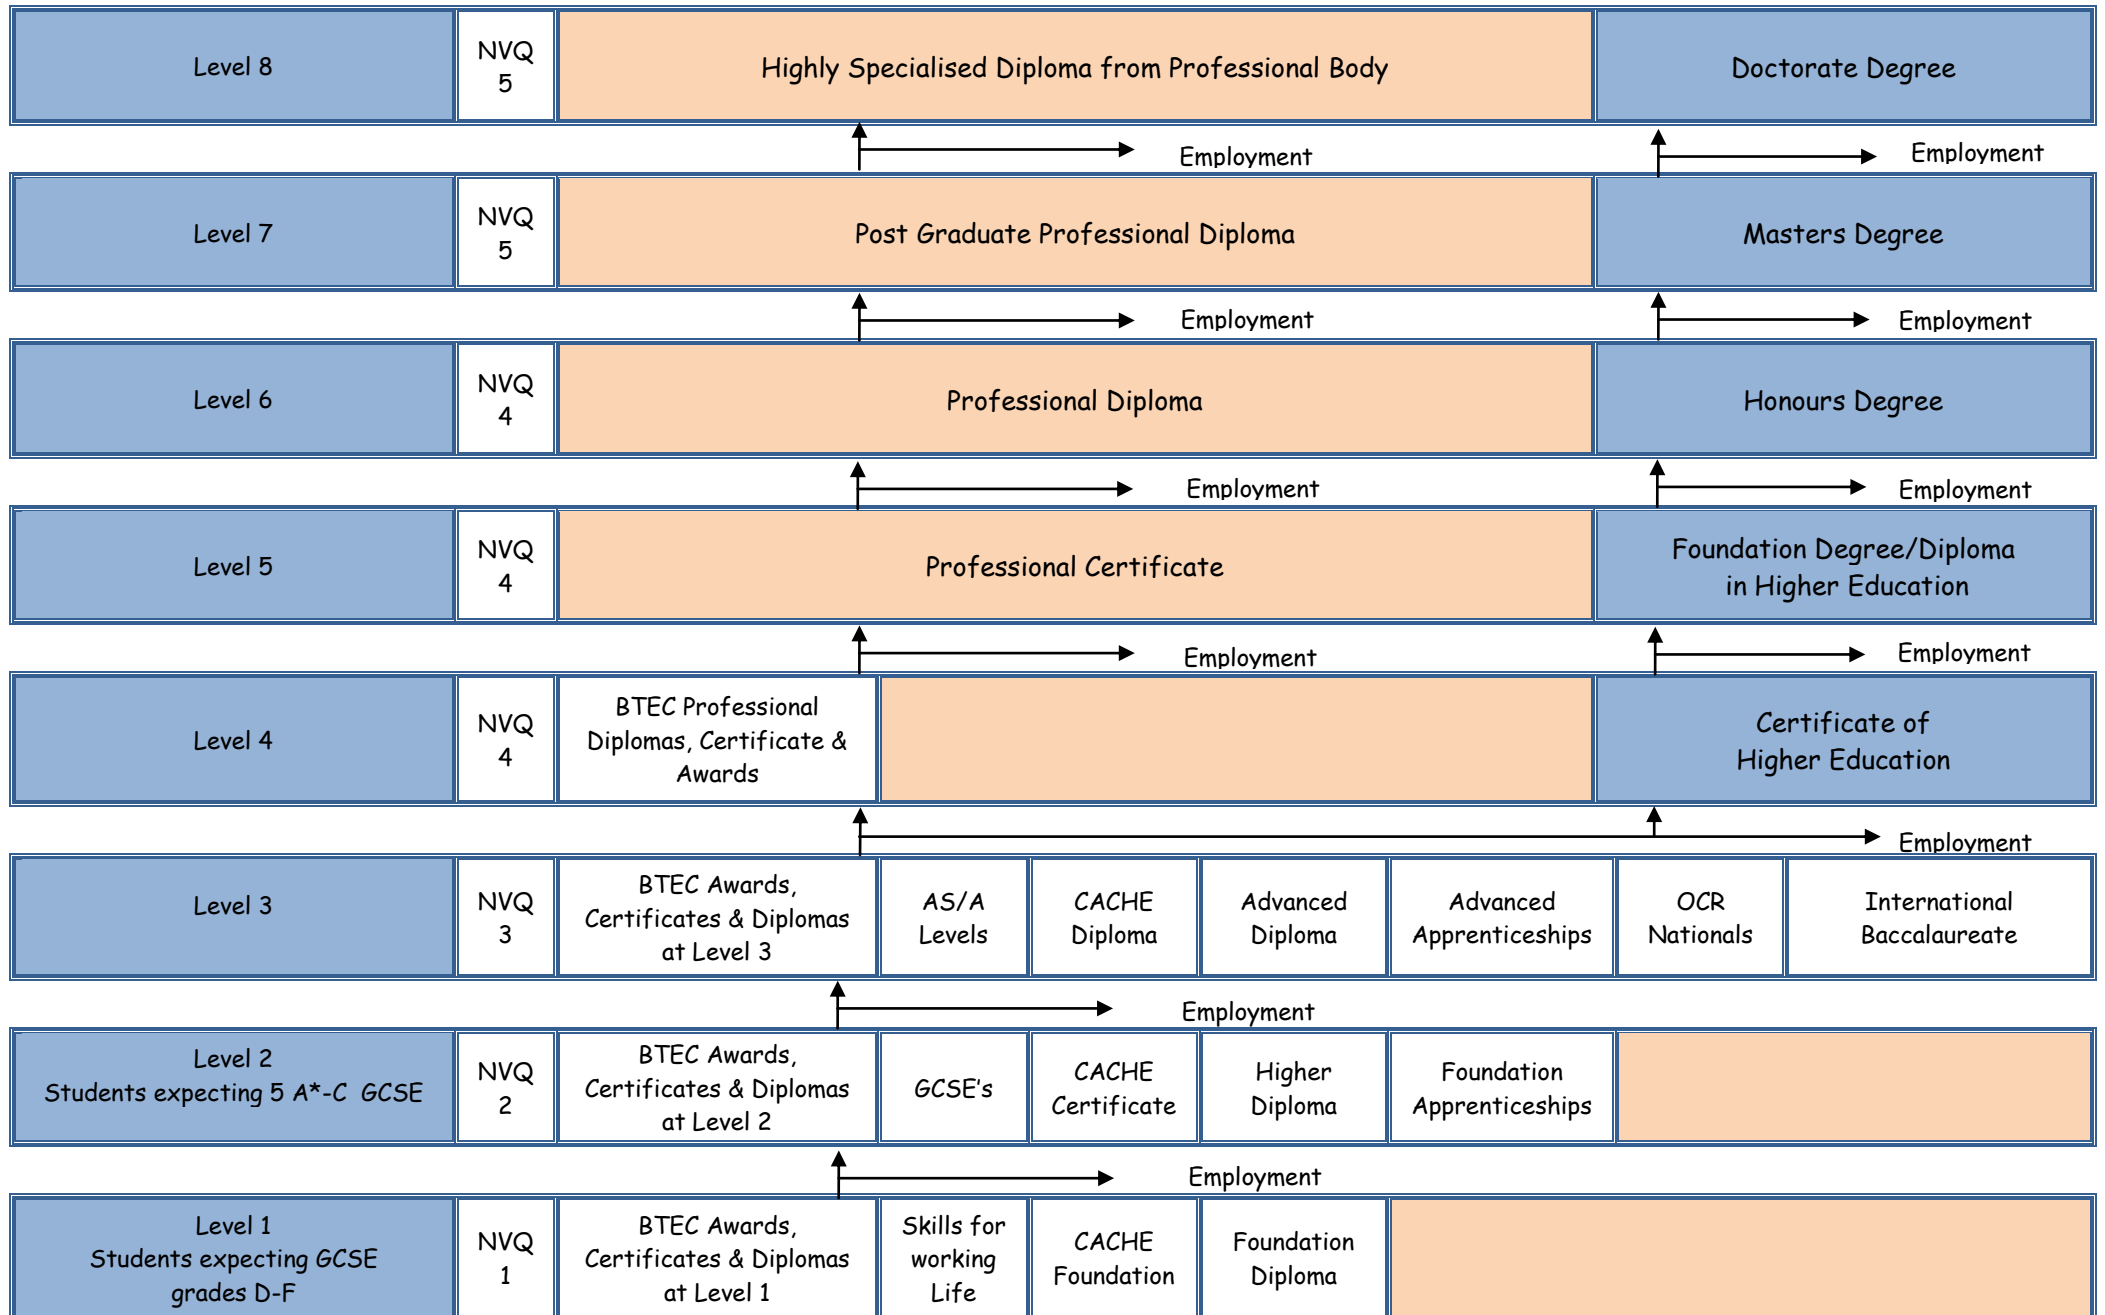 Level 8
NVQ
5
Highly Specialised Diploma from Professional Body
Doctorate Degree
Employment
Employment
Level 7
NVQ
5
Post Graduate Professional Diploma
Masters Degree
Employment
Employment
Level 6
NVQ
4
Professional Diploma
Honours Degree
Employment
Employment
Level 5
NVQ
4
Professional Certificate
Foundation Degree/Diploma
in Higher Education
Employment
Employment
Level 4
NVQ
4
BTEC Professional
Diplomas, Certificate &
Awards
Certificate of
Higher Education
Employment
Level 3
NVQ
3
BTEC Awards,
Certificates & Diplomas
at Level 3
AS/A
Levels
CACHE
Diploma
Advanced
Diploma
Advanced
Apprenticeships
OCR
Nationals
International
Baccalaureate
Employment
Level 2
Students expecting 5 A*-C GCSE
NVQ
2
BTEC Awards,
Certificates & Diplomas
at Level 2
GCSE's
CACHE
Certificate
Higher
Diploma
Foundation
Apprenticeships
Employment
Level 1
Students expecting GCSE
grades D-F
NVQ
1
BTEC Awards,
Certificates & Diplomas
at Level 1
Skills for
working
Life
CACHE
Foundation
Foundation
Diploma